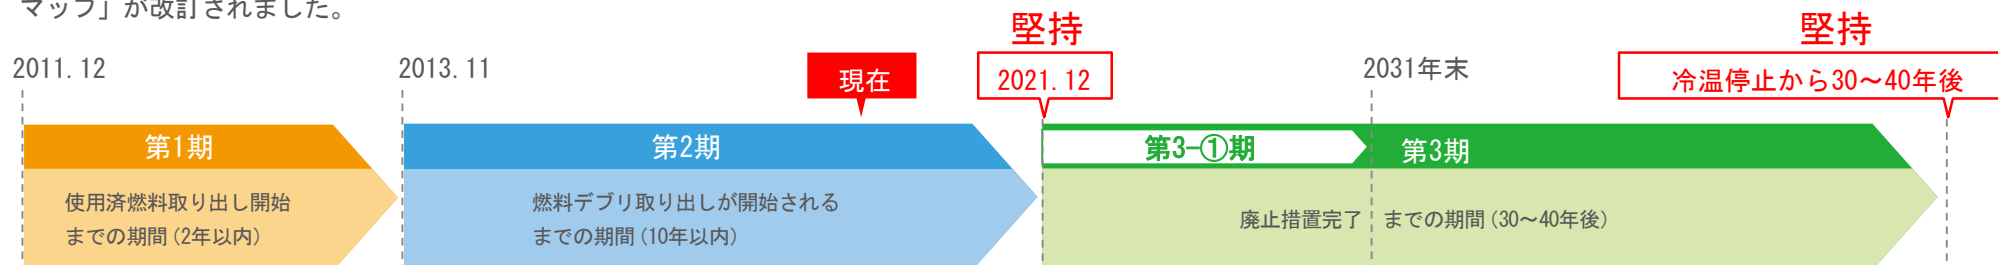 マップ」が改訂されました。
堅持
堅持
2011.12
2013.11
現在
2021.12
2031年末
冷温停止から30～40年後
第1期
第2期
第3-①期
第3期
使用済燃料取り出し開始
までの期間(2年以内)
燃料デブリ取り出しが開始される
までの期間(10年以内)
廃止措置完了までの期間(30～40年後)